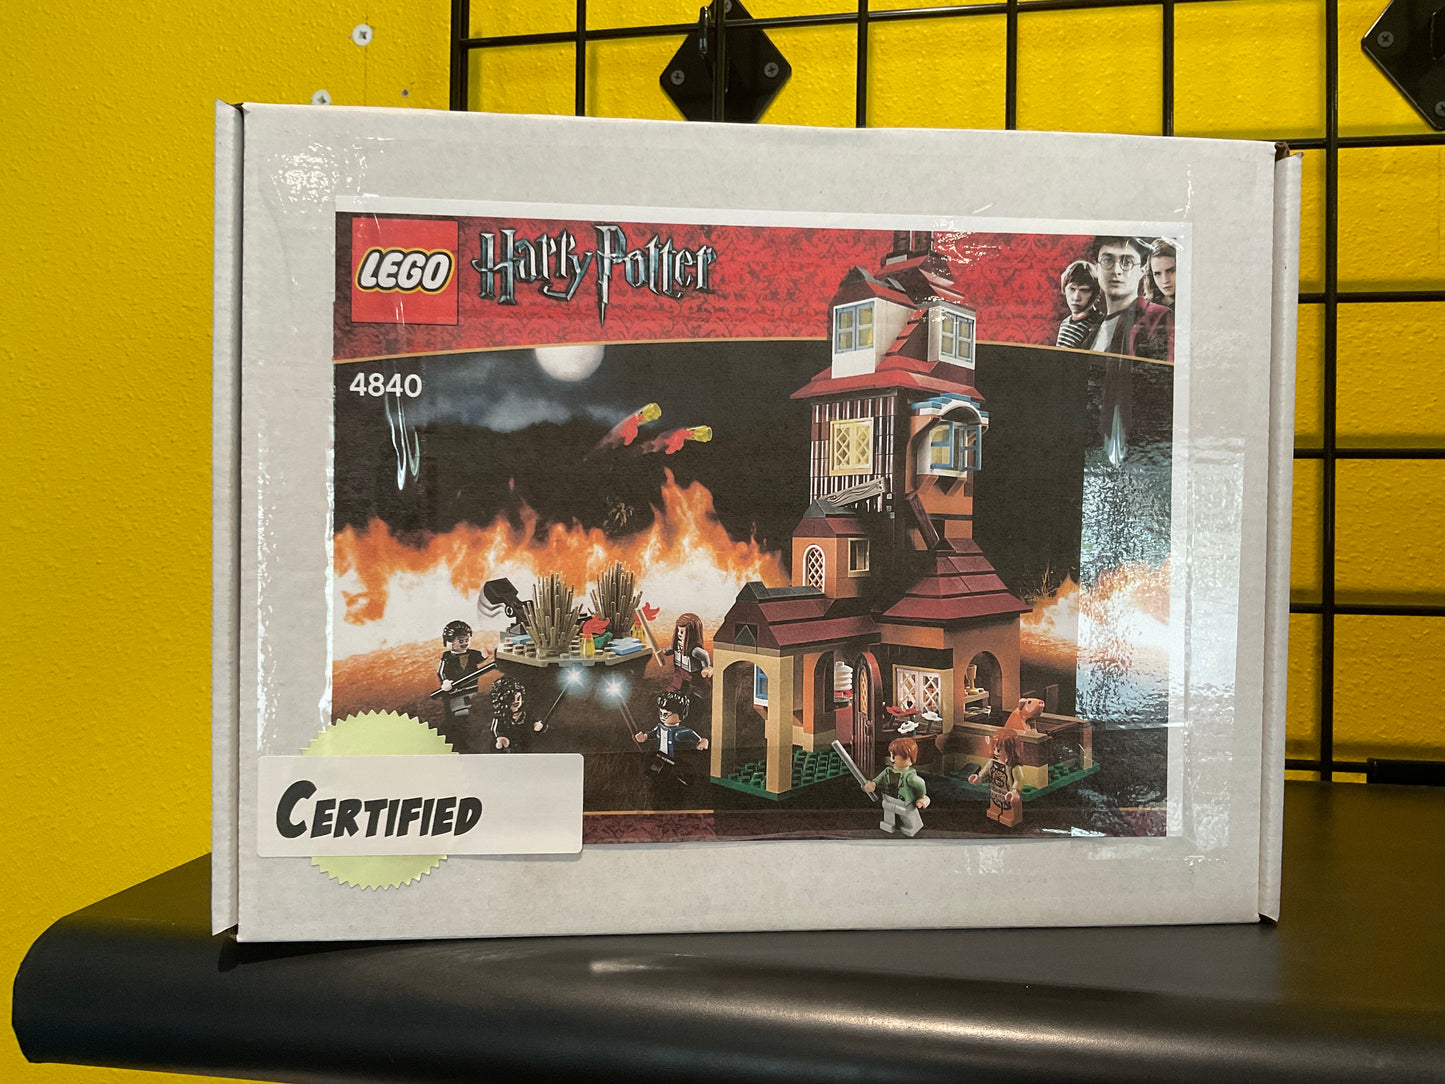 LEGO
Harry Potter
4840
CERTIFIED